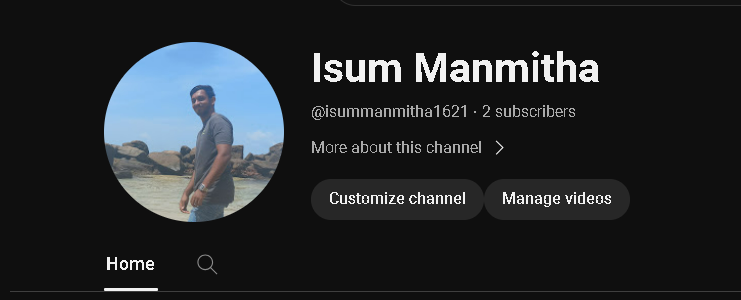 Isum Manmitha
@isummanmitha1621 · 2 subscribers
More about this channel
Customize channel Manage videos
Home